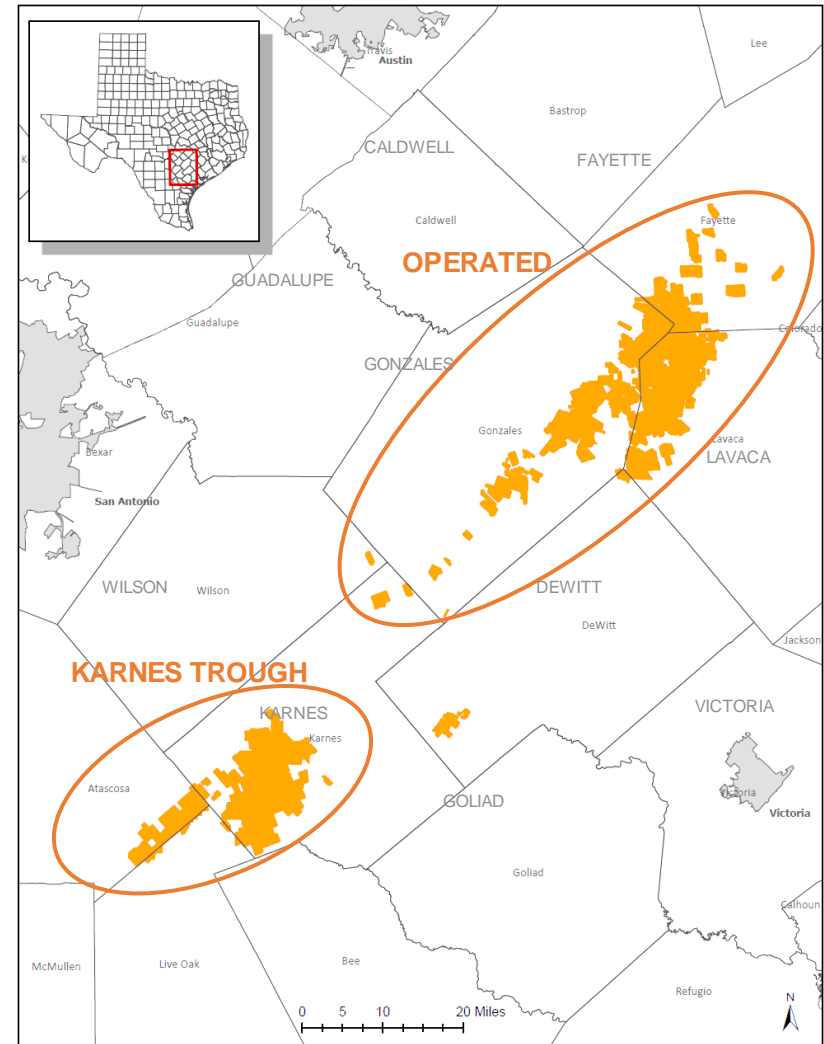 Travis
Austin
Lee
Bastrop
CALDWELL
FAYETTE
Caldwell
Fayette
OPERATED
GUADALUPE
Guadalupe
Colorado
GONZALES
Gonzales
Lavaca
LAVACA
Bexar
San Antonio
WILSON
Wilson
DEWITT
DeWitt
Jackson
KARNES TROUGH
VICTORIA
KARNES
Karnes
Atascosa
GOLIAD
Victoria
Victoria
Goliad
Calhoun
McMullen
Live Oak
Bee
Refugio
N
0 5 10 20 Miles